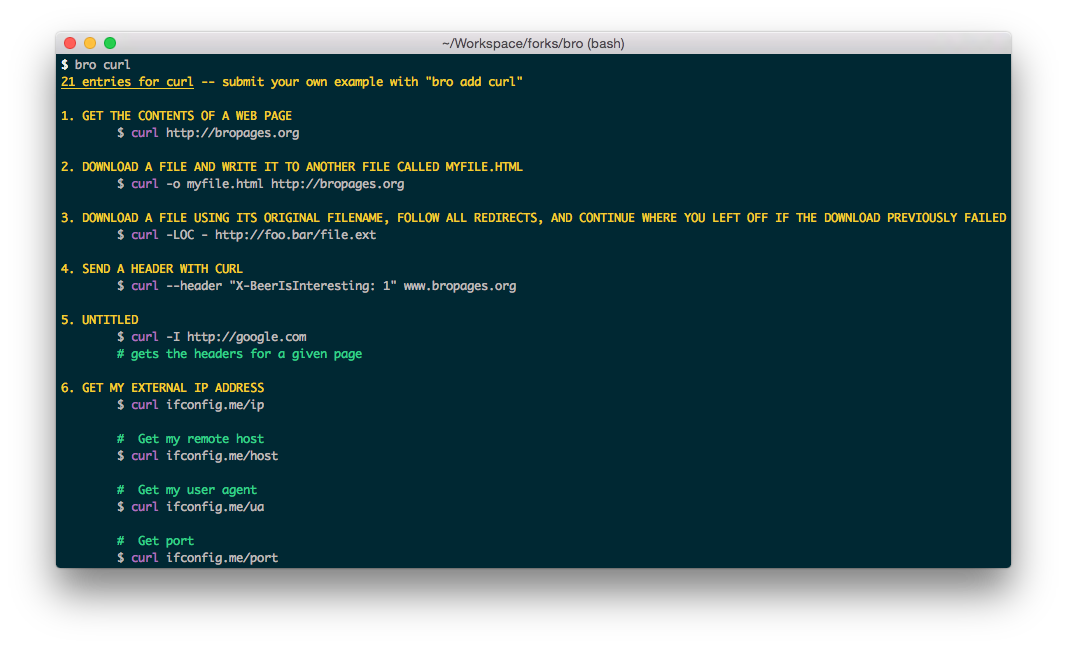 ~/Workspace/forks/bro (bash)
$ bro curl
21 entries for curl -- submit your own example with "bro add curl"
1. GET THE CONTENTS OF A WEB PAGE
$ curl http://bropages.org
2. DOWNLOAD A FILE AND WRITE IT TO ANOTHER FILE CALLED MYFILE.HTML
$ curl -o myfile.html http://bropages.org
3. DOWNLOAD A FILE USING ITS ORIGINAL FILENAME, FOLLOW ALL REDIRECTS, AND CONTINUE WHERE YOU LEFT OFF IF THE DOWNLOAD PREVIOUSLY FAILED
$ curl -LOC - http://foo.bar/file.ext
4. SEND A HEADER WITH CURL
$ curl --header "X-BeerIsInteresting: 1" www.bropages.org
5. UNTITLED
$ curl -I http://google.com
# gets the headers for a given page
6. GET MY EXTERNAL IP ADDRESS
$ curl ifconfig.me/ip
#  Get my remote host
$ curl ifconfig.me/host
#  Get my user agent
$ curl ifconfig.me/ua
#  Get port
$ curl ifconfig.me/port